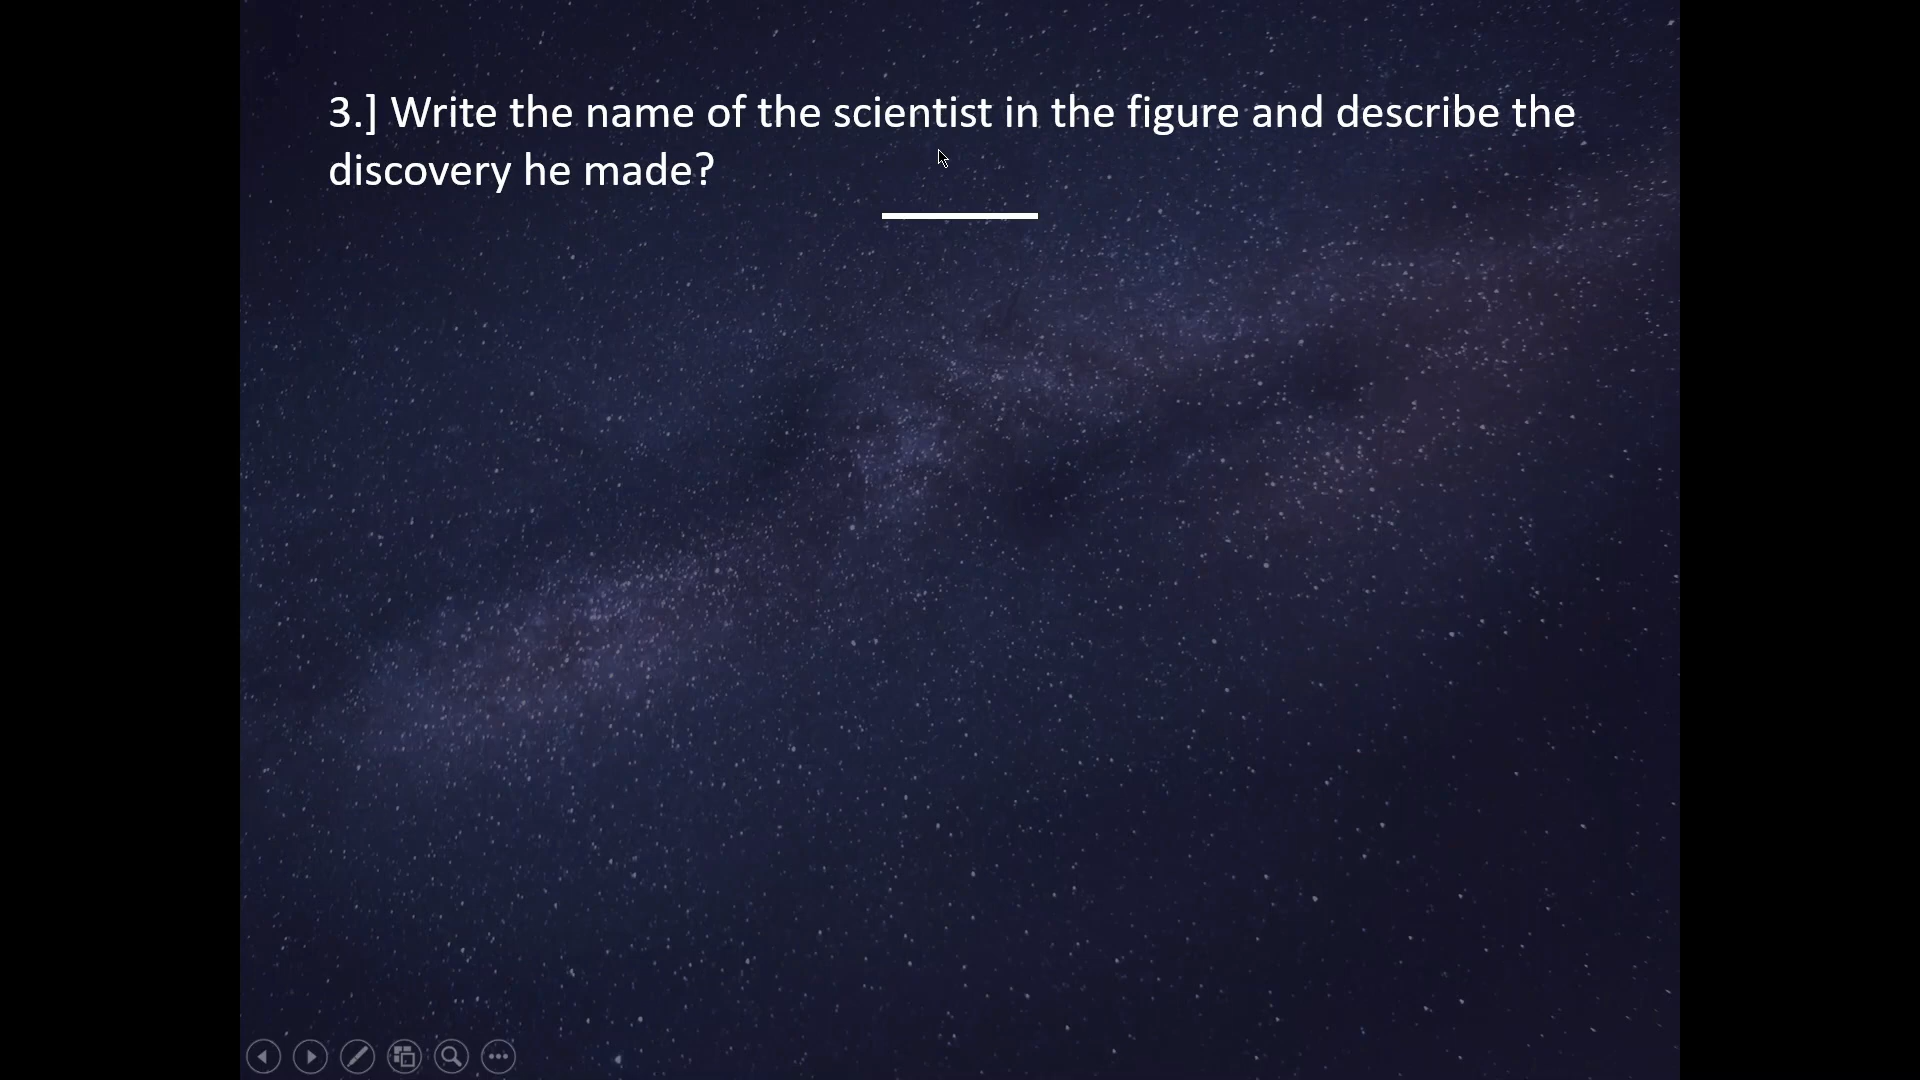 3.] Write the name of the scientist in the figure and describe the
discovery he made?